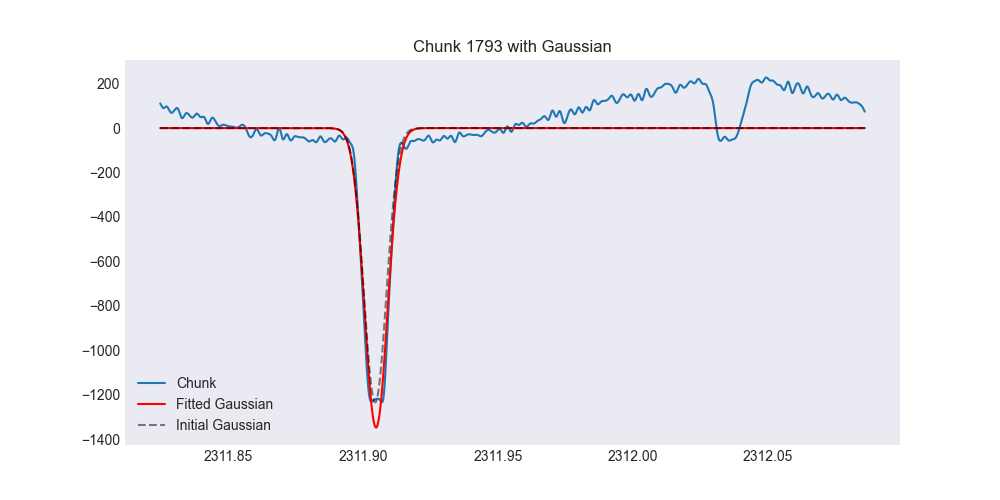 Chunk 1793 with Gaussian
200
0
−200
−400
−600
−800
−1000
−1200
−1400
Chunk
Fitted Gaussian
Initial Gaussian
2311.85 2311.90 2311.95 2312.00 2312.05